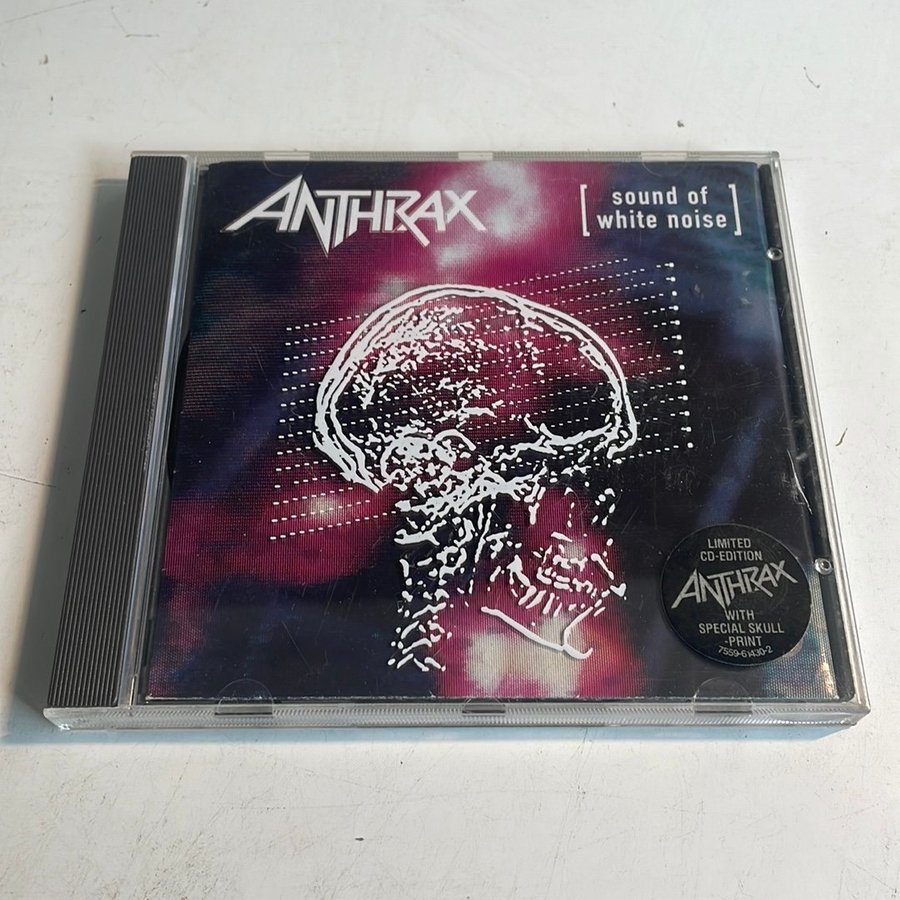 ANTHRAX
[ sound of
white noise ]
LIMITED
CD-EDITION
ANTHRAX
WITH
SPECIAL SKULL
-PRINT
7559-61430-2